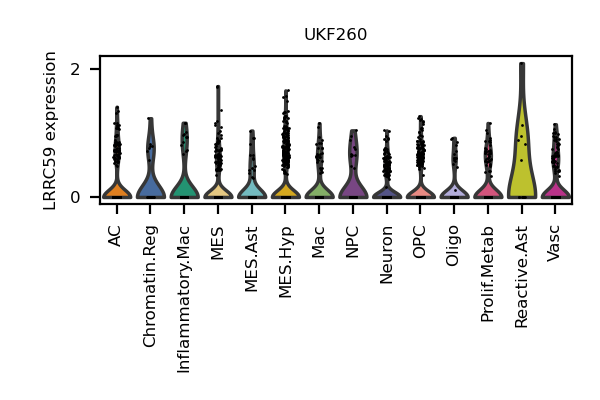 UKF260
LRRC59 expression
2
0
AC
Chromatin.Reg
Inflammatory.Mac
MES
MES.Ast
MES.Hyp
Mac
NPC
Neuron
OPC
Oligo
Prolif.Metab
Reactive.Ast
Vasc